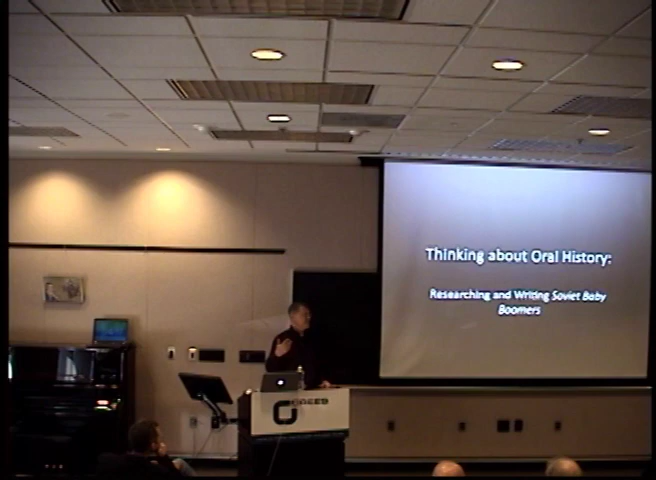 Thinking about Oral History:
Researching and Writing Soviet Baby
Boomers